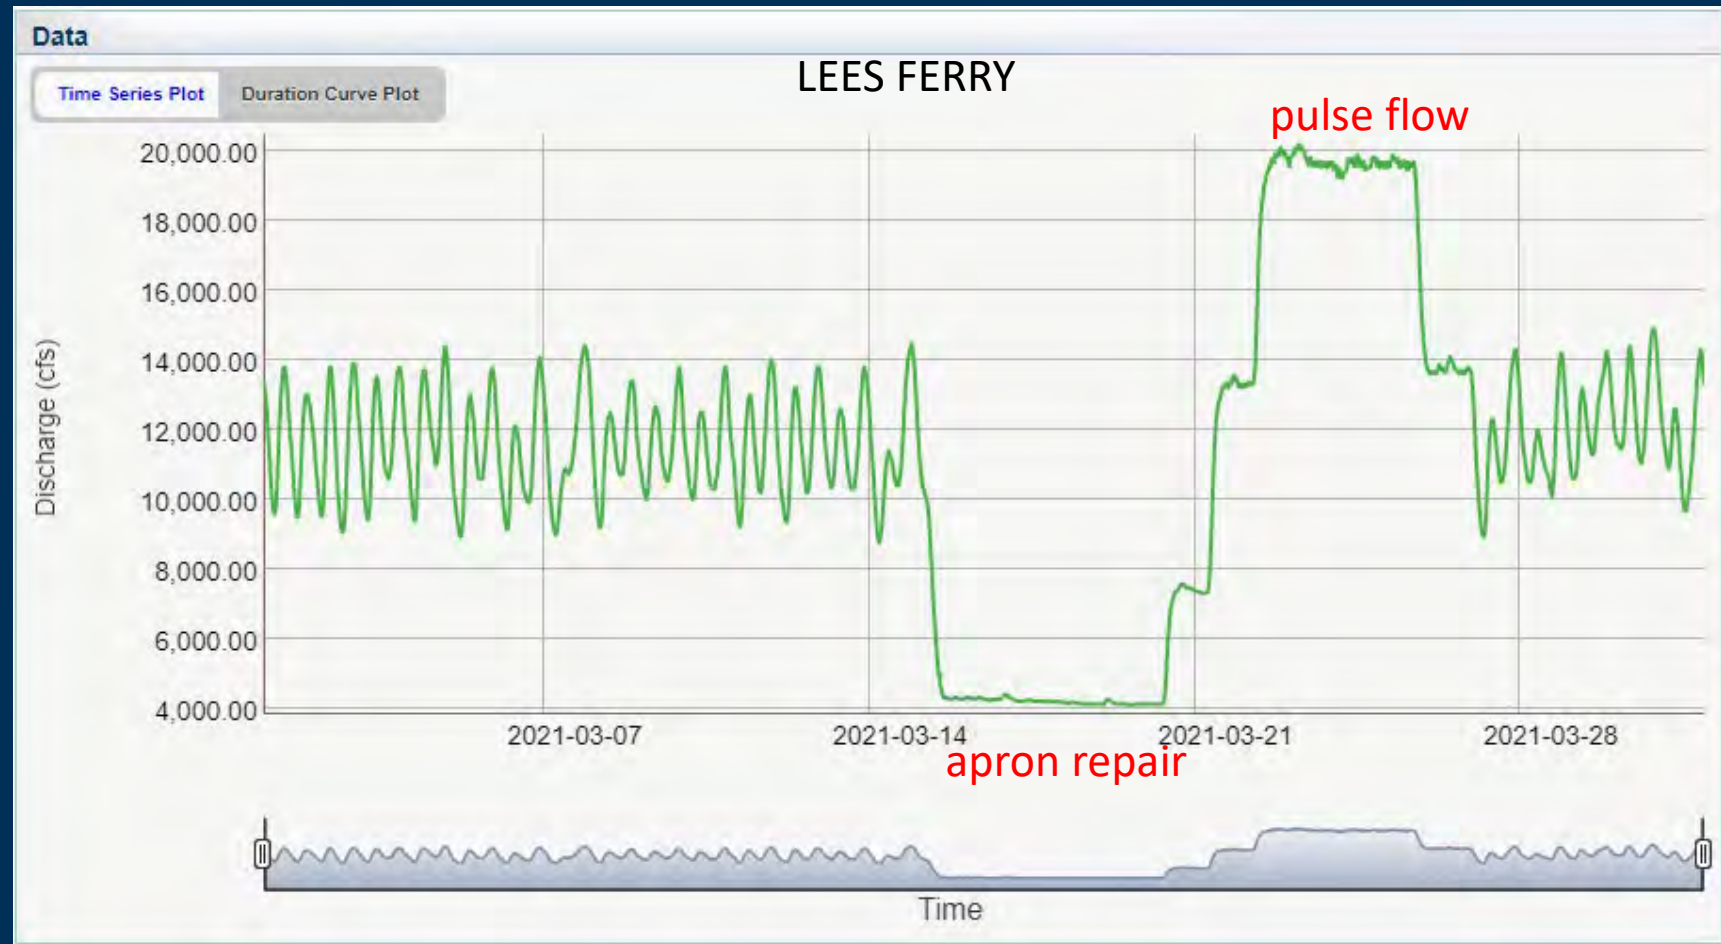 Data
Time Series Plot Duration Curve Plot
LEES FERRY
pulse flow
20,000.00
18,000.00
16,000.00
14,000.00
12,000.00
10,000.00
8,000.00
6,000.00
4,000.00
Discharge (cfs)
2021-03-07 2021-03-14 2021-03-21 2021-03-28
apron repair
Time